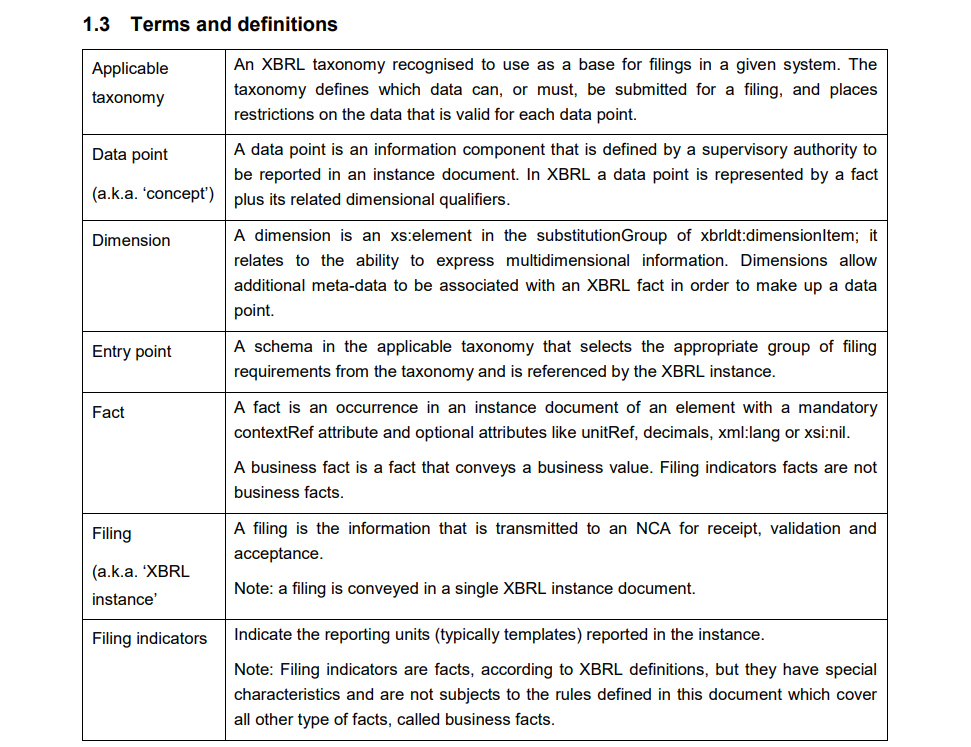 1.3 Terms and definitions
Applicable
taxonomy
An XBRL taxonomy recognised to use as a base for filings in a given system. The
taxonomy defines which data can, or must, be submitted for a filing, and places
restrictions on the data that is valid for each data point.
Data point
(a.k.a. ‘concept’)
A data point is an information component that is defined by a supervisory authority to
be reported in an instance document. In XBRL a data point is represented by a fact
plus its related dimensional qualifiers.
Dimension
A dimension is an xs:element in the substitutionGroup of xbrldt:dimensionItem; it
relates to the ability to express multidimensional information. Dimensions allow
additional meta-data to be associated with an XBRL fact in order to make up a data
point.
Entry point
A schema in the applicable taxonomy that selects the appropriate group of filing
requirements from the taxonomy and is referenced by the XBRL instance.
Fact
A fact is an occurrence in an instance document of an element with a mandatory
contextRef attribute and optional attributes like unitRef, decimals, xml:lang or xsi:nil.
A business fact is a fact that conveys a business value. Filing indicators facts are not
business facts.
Filing
(a.k.a. ‘XBRL
instance’
A filing is the information that is transmitted to an NCA for receipt, validation and
acceptance.
Note: a filing is conveyed in a single XBRL instance document.
Filing indicators
Indicate the reporting units (typically templates) reported in the instance.
Note: Filing indicators are facts, according to XBRL definitions, but they have special
characteristics and are not subjects to the rules defined in this document which cover
all other type of facts, called business facts.